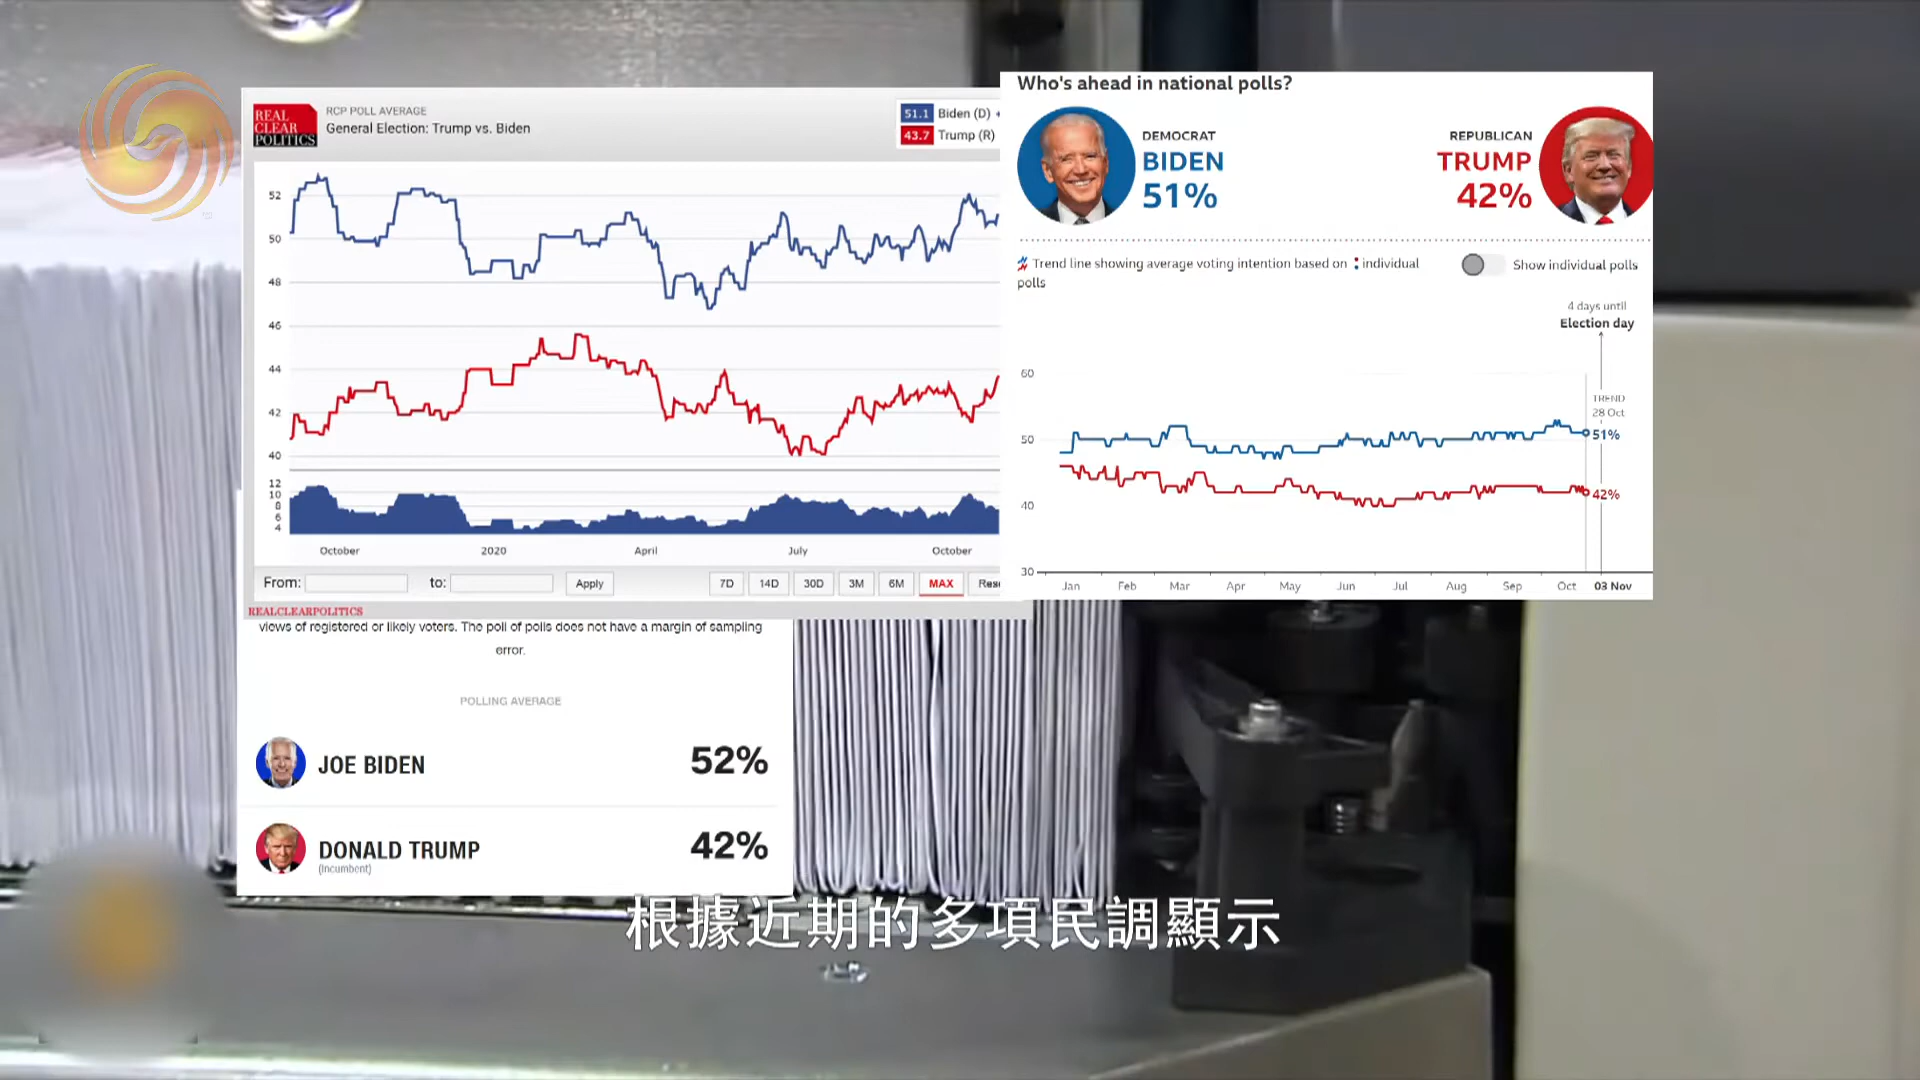 REAL
CLEAR
POLITICS
RCP POLL AVERAGE
General Election: Trump vs. Biden
51.1 Biden (D)
43.7 Trump (R)
52
50
48
46
44
42
40
12
10
8
6
4
October 2020 April July October
From: to: Apply 7D 14D 30D 3M 6M MAX
REALCLEARPOLITICS
Who's ahead in national polls?
DEMOCRAT
BIDEN
51%
REPUBLICAN
TRUMP
42%
Trend line showing average voting intention based on individual
polls
Show individual polls
4 days until
Election day
TREND
28 Oct
51%
42%
60
50
40
30
Jan Feb Mar Apr May Jun Jul Aug Sep Oct 03 Nov
views of registered or likely voters. The poll of polls does not have a margin of sampling
error.
POLLING AVERAGE
JOE BIDEN 52%
DONALD TRUMP 42%
(Incumbent)
根據近期的多項民調顯示